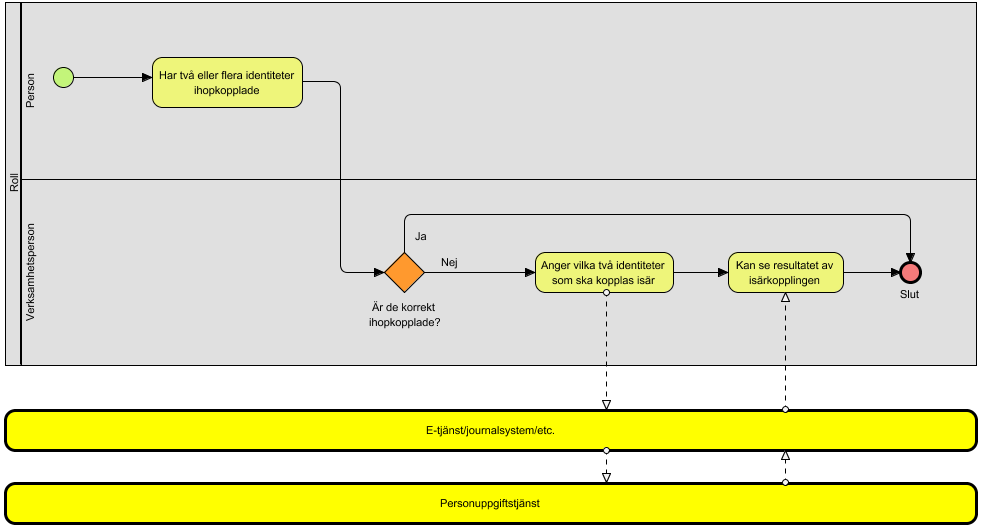 Roll
Person
Har två eller flera identiteter
ihopkopplade
Verksamhetsperson
Ja
Nej
Är de korrekt
ihopkopplade?
Anger vilka två identiteter
som ska kopplas isär
Kan se resultatet av
isärkopplingen
Slut
E-tjänst/journalsystem/etc.
Personuppgiftstjänst